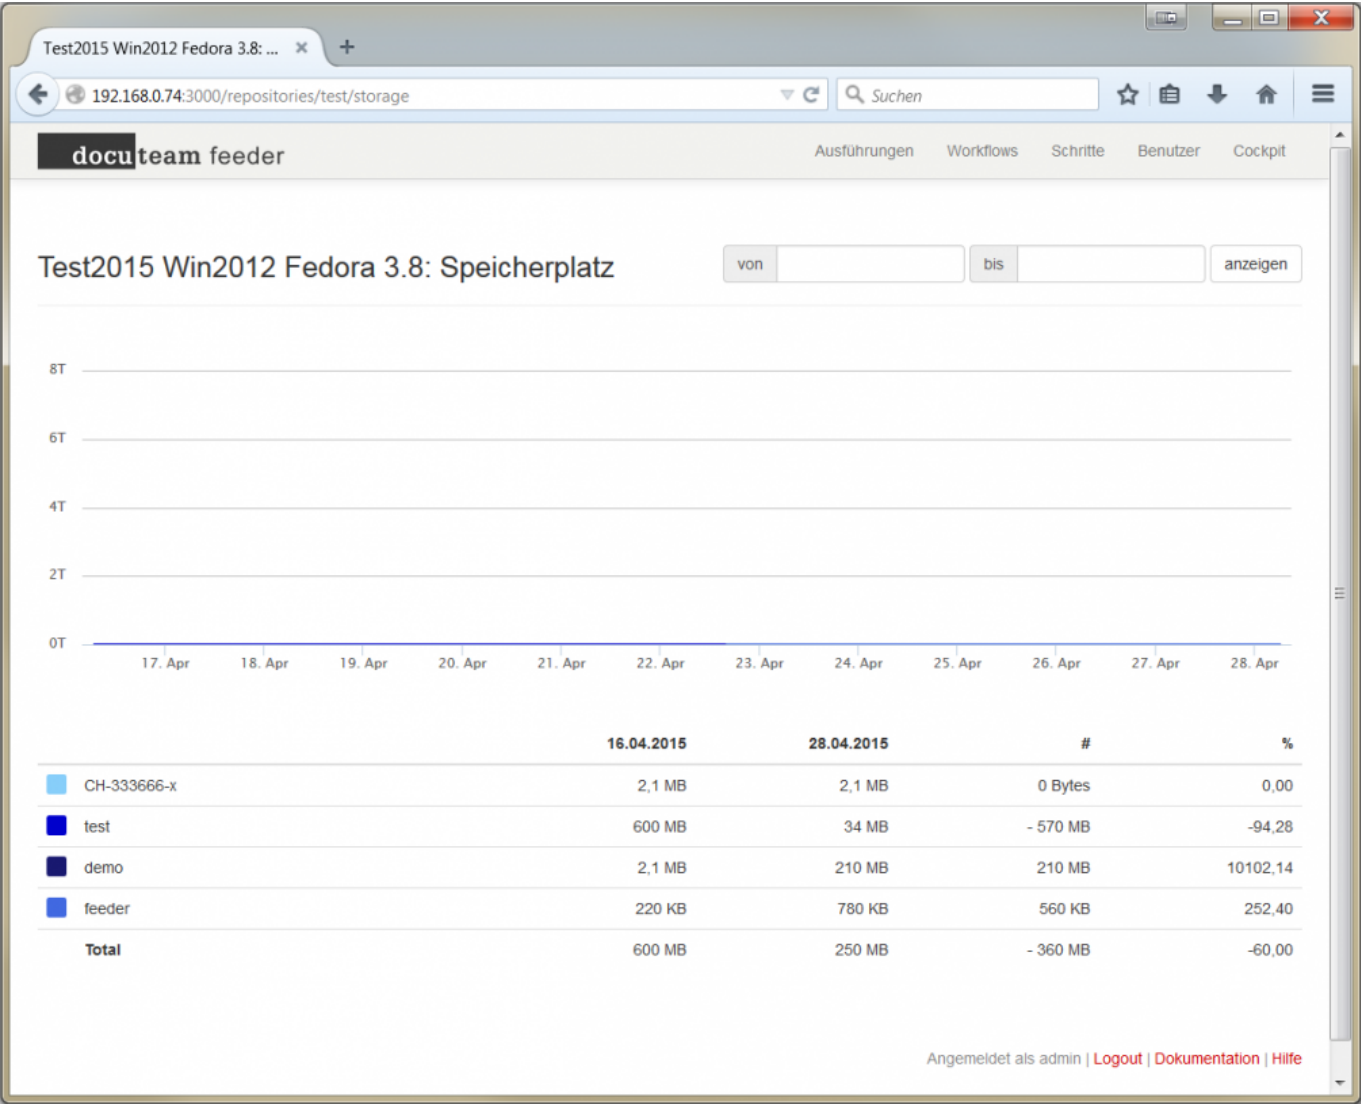 Test2015 Win2012 Fedora 3.8: ...
192.168.0.74:3000/repositories/test/storage
Suchen
docuteam feeder
Ausführungen Workflows Schritte Benutzer Cockpit
Test2015 Win2012 Fedora 3.8: Speicherplatz
von bis anzeigen
8T
6T
4T
2T
0T
17. Apr 18. Apr 19. Apr 20. Apr 21. Apr 22. Apr 23. Apr 24. Apr 25. Apr 26. Apr 27. Apr 28. Apr
16.04.2015 28.04.2015 # %
CH-333666-x 2,1 MB 2,1 MB 0 Bytes 0,00
test 600 MB 34 MB - 570 MB -94,28
demo 2,1 MB 210 MB 210 MB 10102,14
feeder 220 KB 780 KB 560 KB 252,40
Total 600 MB 250 MB - 360 MB -60,00
Angemeldet als admin | Logout | Dokumentation | Hilfe